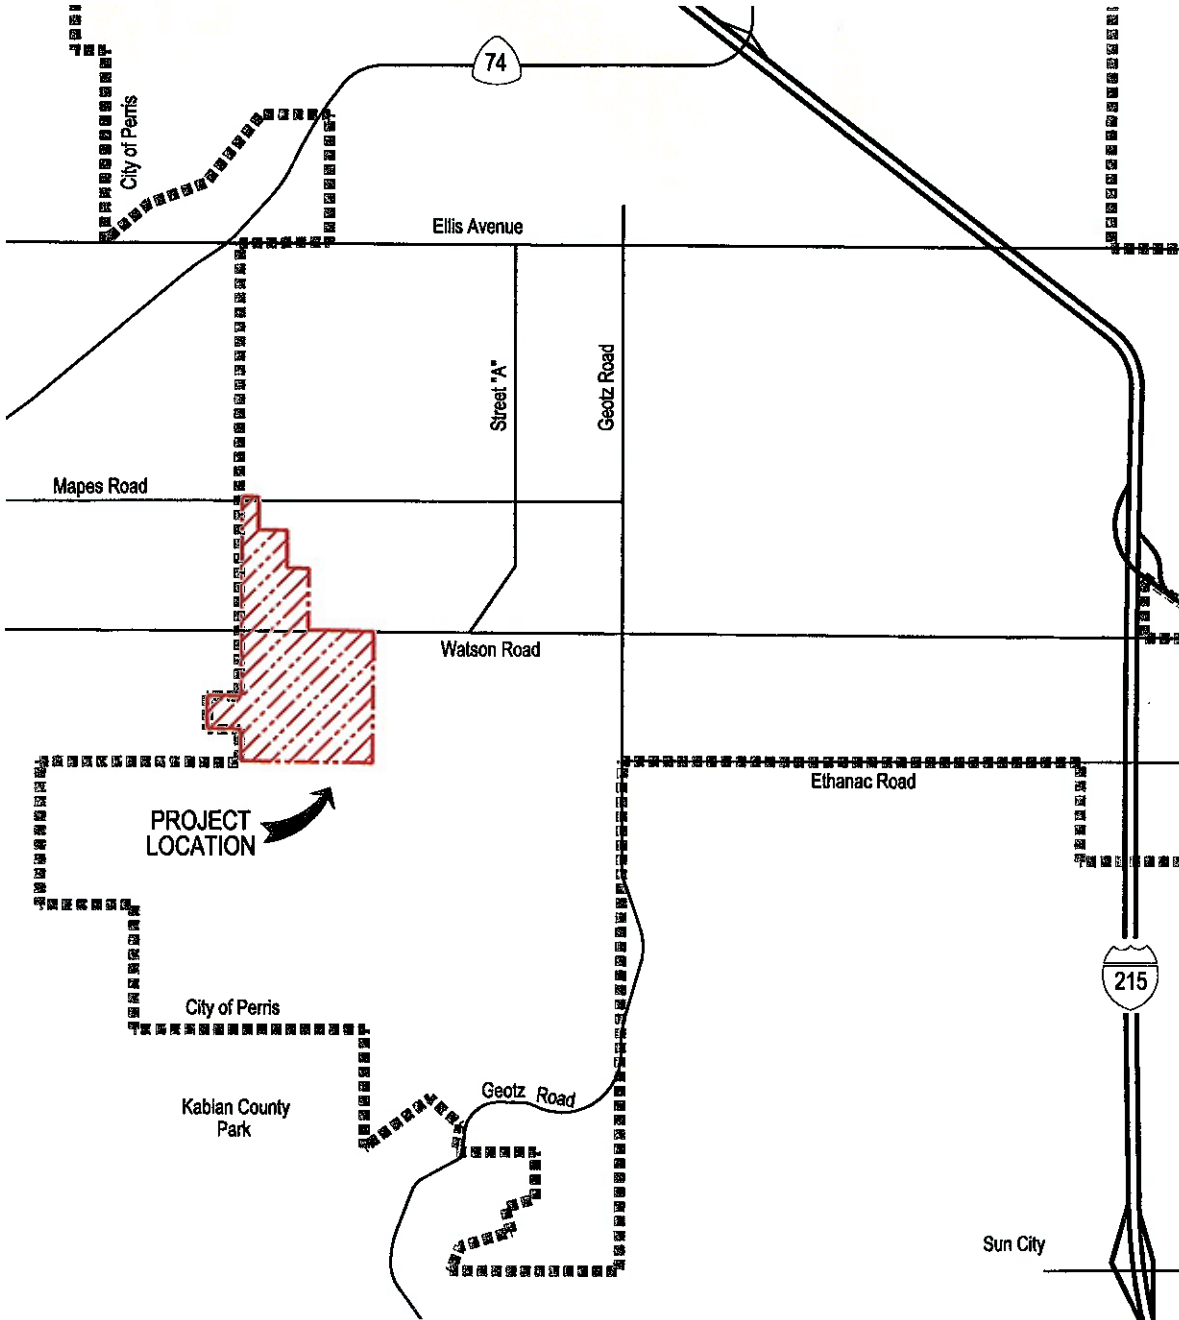 74
City of Perris
Ellis Avenue
Street "A"
Geotz Road
Mapes Road
Watson Road
Ethanac Road
PROJECT
LOCATION
215
City of Perris
Geotz Road
Kabian County
Park
Sun City